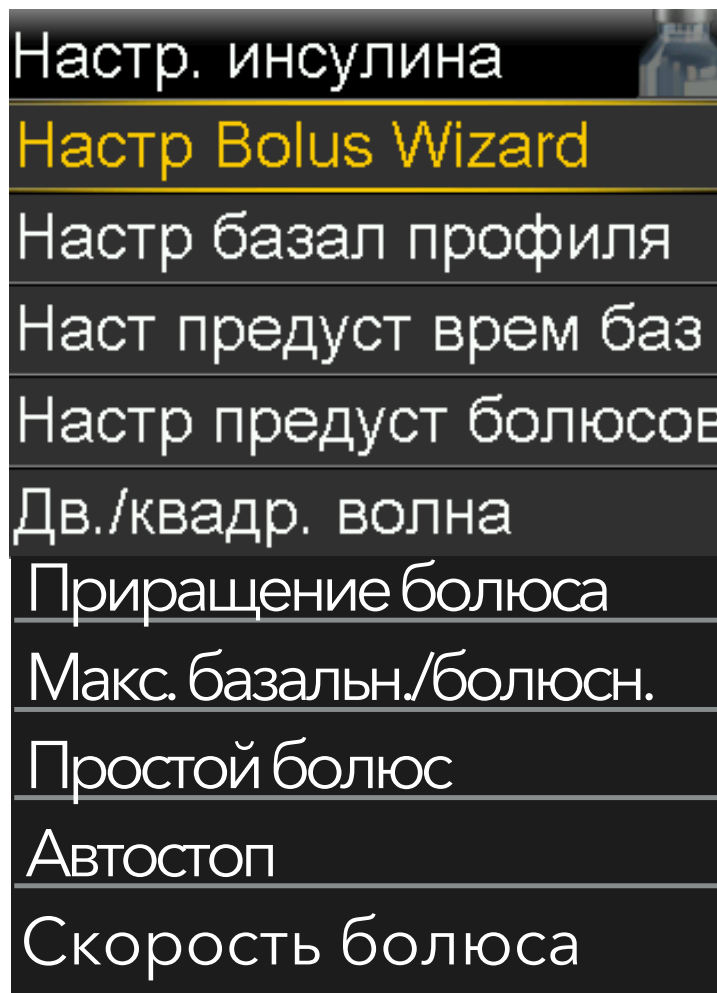 Настр. инсулина
Настр Bolus Wizard
Настр базал профиля
Наст предуст врем баз
Настр предуст болюсов
Дв./квадр. волна
Приращение болюса
Макс. базальн./болюсн.
Простой болюс
Автостоп
Скорость болюса